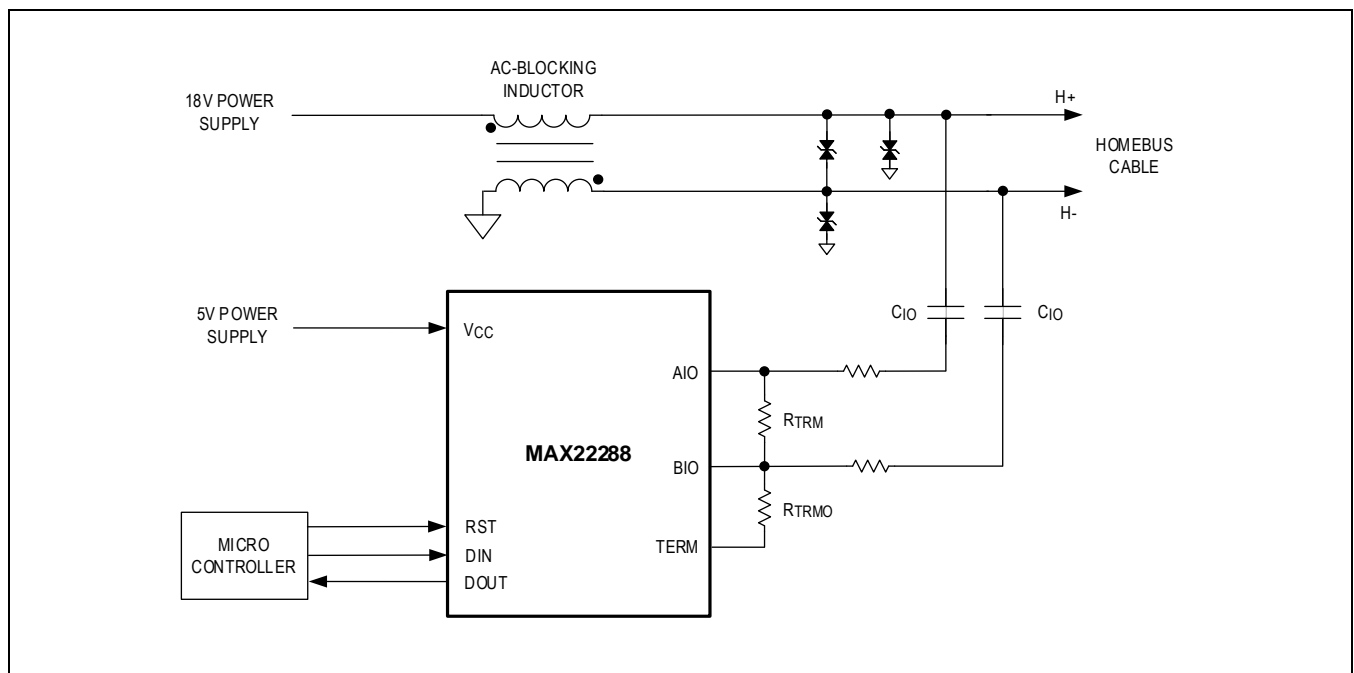 AC-BLOCKING
INDUCTOR
18V POWER
SUPPLY
H+
HOMEBUS
CABLE
H-
5V POWER
SUPPLY
VCC
CIO
CIO
AIO
RTRM
MAX22288
BIO
RTRMO
RST
TERM
MICRO
CONTROLLER
DIN
DOUT